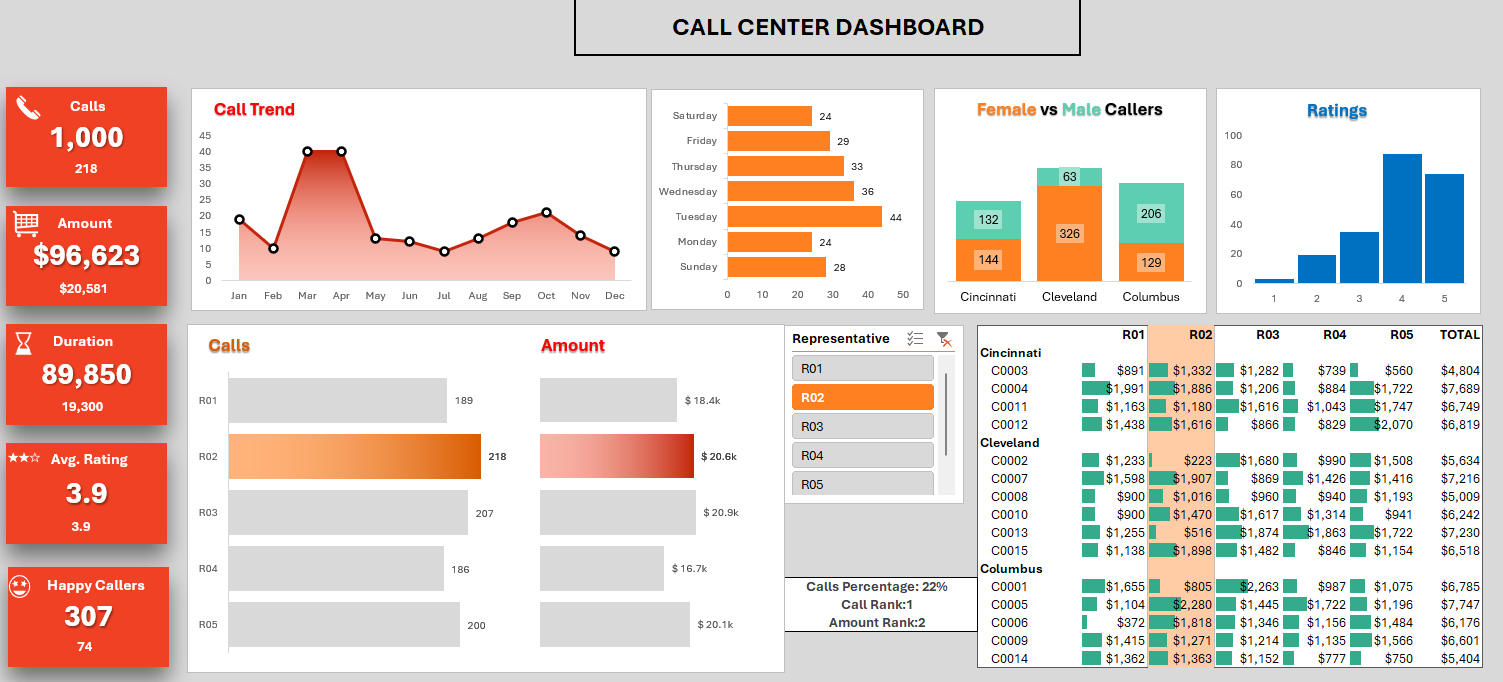 CALL CENTER DASHBOARD
Calls
1,000
218
Amount
$96,623
$20,581
Duration
89,850
19,300
Avg. Rating
3.9
3.9
Happy Callers
307
74
Call Trend
45
40
35
30
25
20
15
10
5
0
Jan Feb Mar Apr May Jun Jul Aug Sep Oct Nov Dec
Saturday 24
Friday 29
Thursday 33
Wednesday 36
Tuesday 44
Monday 24
Sunday 28
0 10 20 30 40 50
Female vs Male Callers
132 63 206
144 326 129
Cincinnati Cleveland Columbus
Ratings
100
80
60
40
20
0
1 2 3 4 5
Calls Amount
R01 189 $ 18.4k
R02 218 $ 20.6k
R03 207 $ 20.9k
R04 186 $ 16.7k
R05 200 $ 20.1k
Representative
R01
R02
R03
R04
R05
Calls Percentage: 22%
Call Rank:1
Amount Rank:2
R01 R02 R03 R04 R05 TOTAL
Cincinnati
C0003 $891 $1,332 $1,282 $739 $560 $4,804
C0004 $1,991 $1,886 $1,206 $884 $1,722 $7,689
C0011 $1,163 $1,180 $1,616 $1,043 $1,747 $6,749
C0012 $1,438 $1,616 $866 $829 $2,070 $6,819
Cleveland
C0002 $1,233 $223 $1,680 $990 $1,508 $5,634
C0007 $1,598 $1,907 $869 $1,426 $1,416 $7,216
C0008 $900 $1,016 $960 $940 $1,193 $5,009
C0010 $900 $1,470 $1,617 $1,314 $941 $6,242
C0013 $1,255 $516 $1,874 $1,863 $1,722 $7,230
C0015 $1,138 $1,898 $1,482 $846 $1,154 $6,518
Columbus
C0001 $1,655 $805 $2,263 $987 $1,075 $6,785
C0005 $1,104 $2,280 $1,445 $1,722 $1,196 $7,747
C0006 $372 $1,818 $1,346 $1,156 $1,484 $6,176
C0009 $1,415 $1,271 $1,214 $1,135 $1,566 $6,601
C0014 $1,362 $1,363 $1,152 $777 $750 $5,404